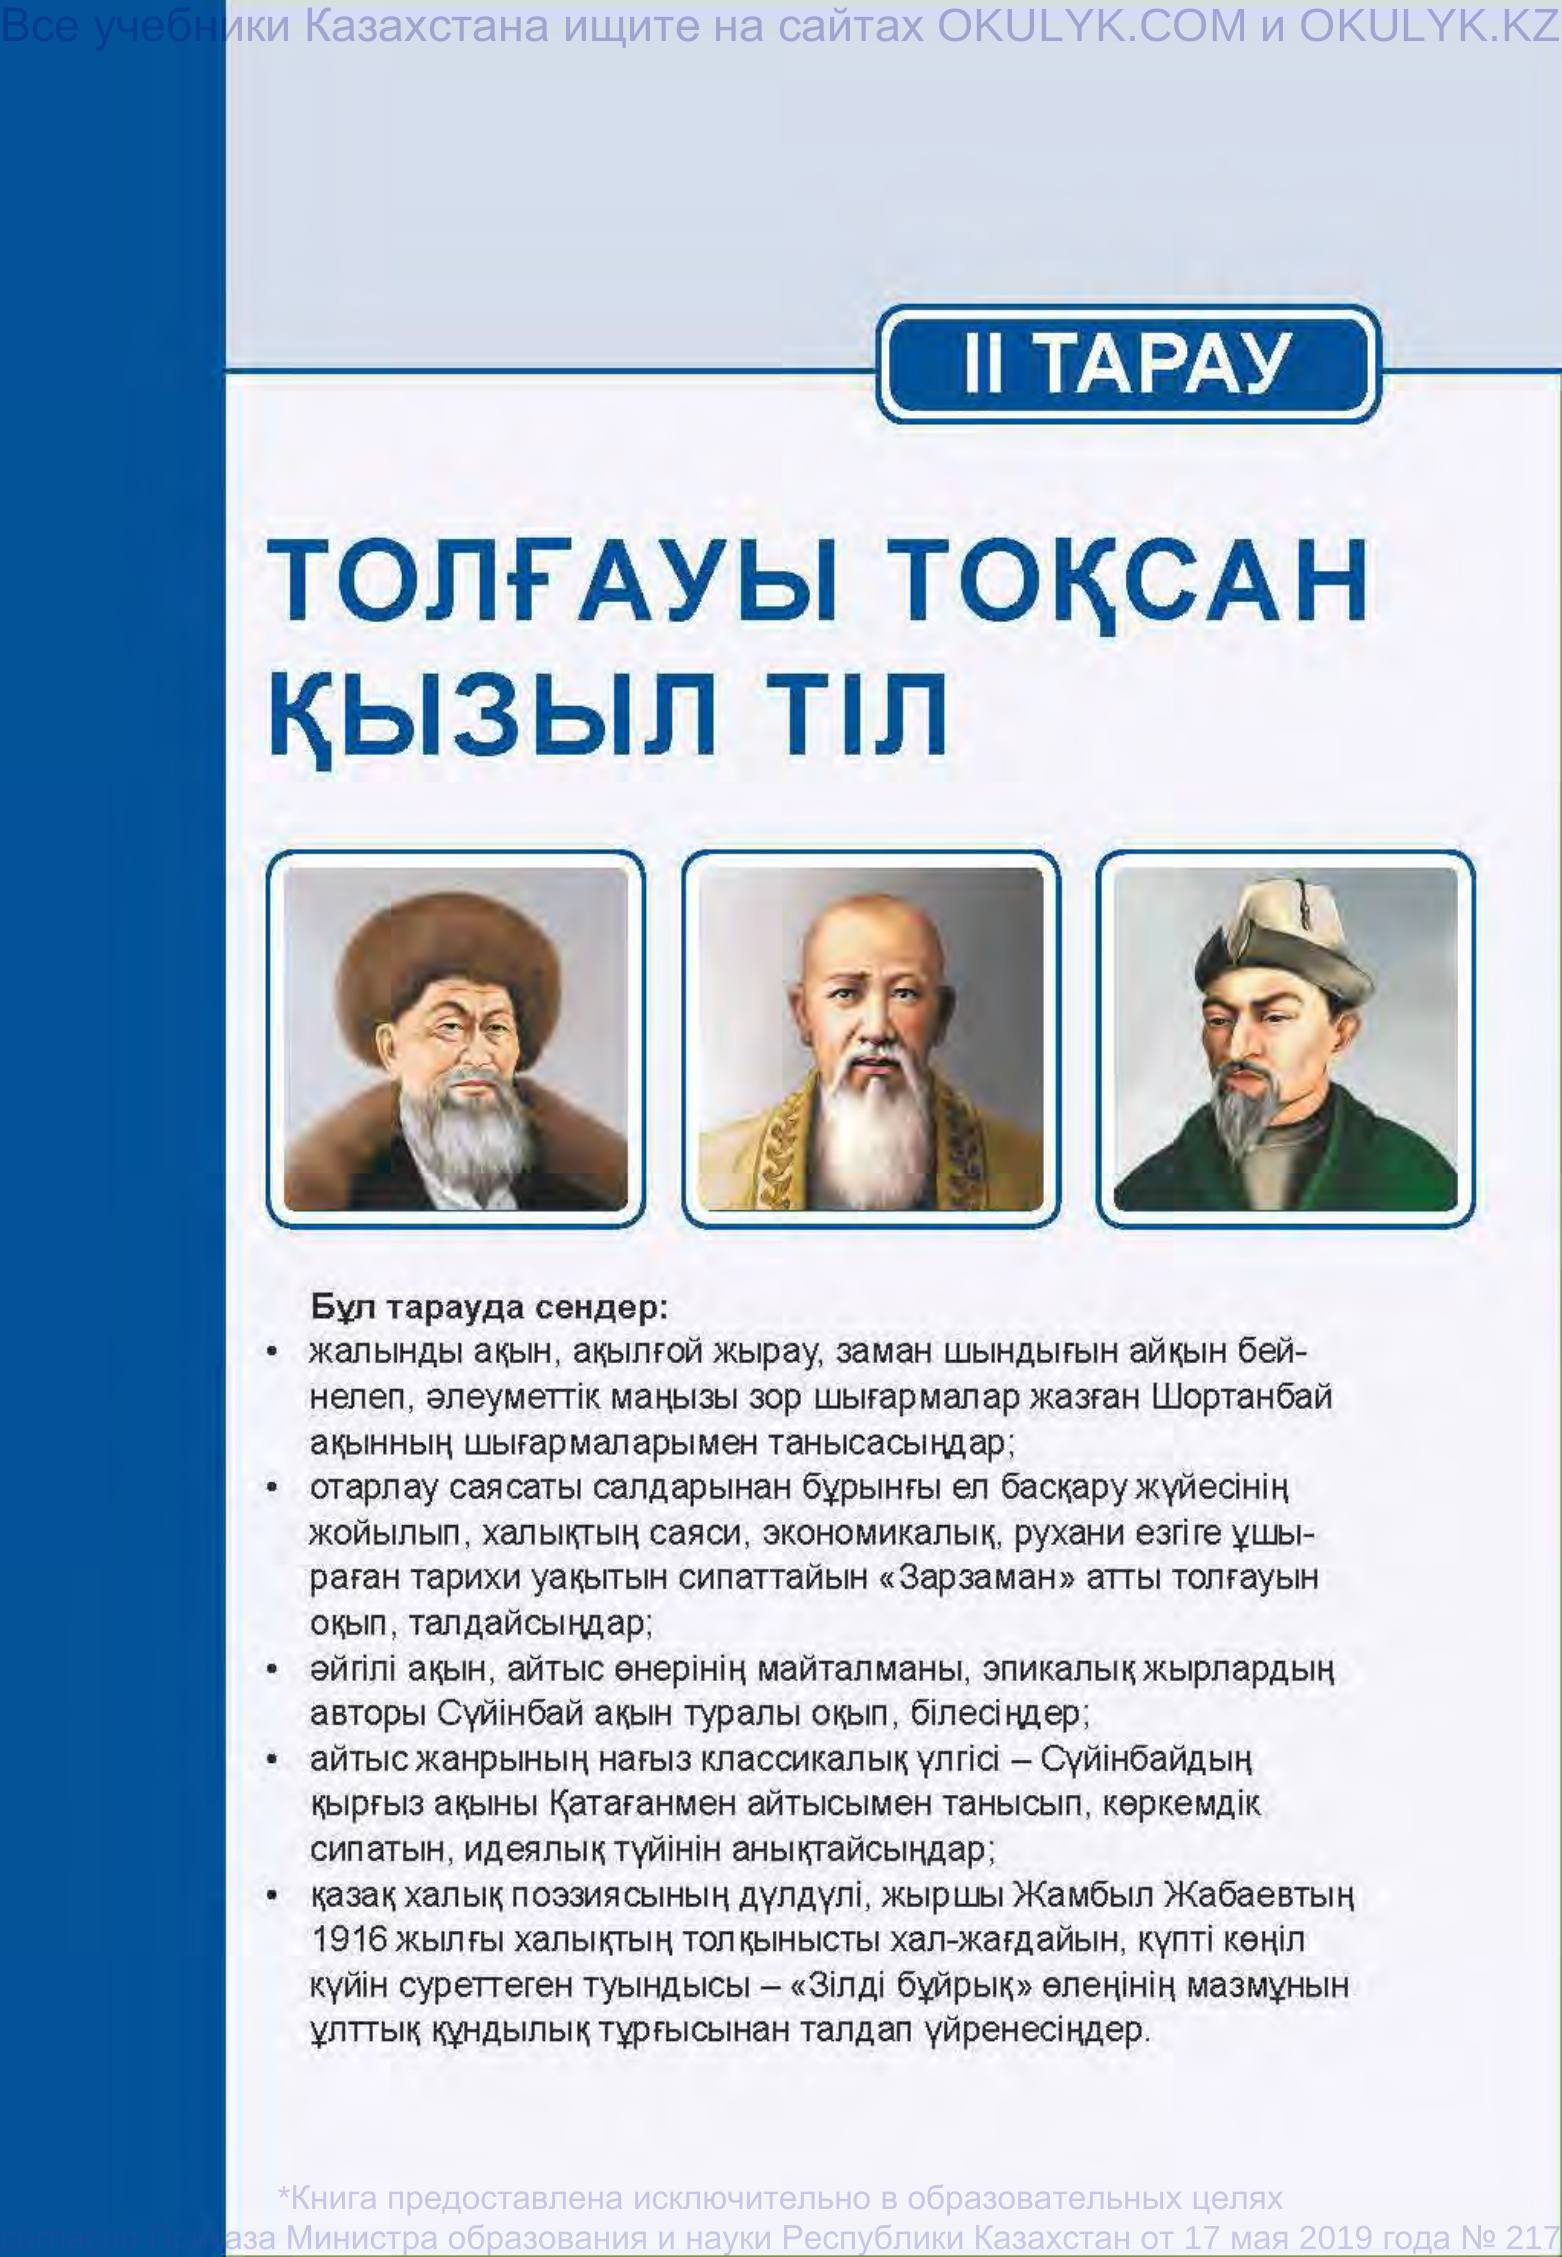 Все учебники Казахстана ищите на сайтах OKULYK.COM и OKULYK.KZ
II ТАРАУ
ТОЛҒАУЫ ТОҚСАН
ҚЫЗЫЛ ТІЛ
Бұл тарауда сендер:
• жалынды ақын, ақылғой жырау, заман шындығын айқын бей-
нелеп, әлеуметтік маңызы зор шығармалар жазған Шортанбай
ақынның шығармаларымен танысасыңдар;
• отарлау саясаты салдарынан бұрынғы ел басқару жүйесінің
жойылып, халықтың саяси, экономикалық, рухани езгіге ұшы-
раған тарихи уақытын сипаттайын «Зарзаман» атты толғауын
оқып, талдайсыңдар;
• әйгілі ақын, айтыс өнерінің майталманы, эпикалық жырлардың
авторы Сүйінбай ақын туралы оқып, білесіңдер;
• айтыс жанрының нағыз классикалық үлгісі – Сүйінбайдың
қырғыз ақыны Қатағанмен айтысымен танысып, көркемдік
сипатын, идеялық түйінін анықтайсыңдар;
• қазақ халық поэзиясының дүлдүлі, жыршы Жамбыл Жабаевтың
1916 жылғы халықтың толқынысты хал-жағдайын, күпті көңіл
күйін суреттеген туындысы – «Зілді бұйрық» өлеңінің мазмұнын
ұлттық құндылық тұрғысынан талдап үйренесіңдер.
*Книга предоставлена исключительно в образовательных целях
Министра образования и науки Республики Казахстан от 17 мая 2019 года № 217